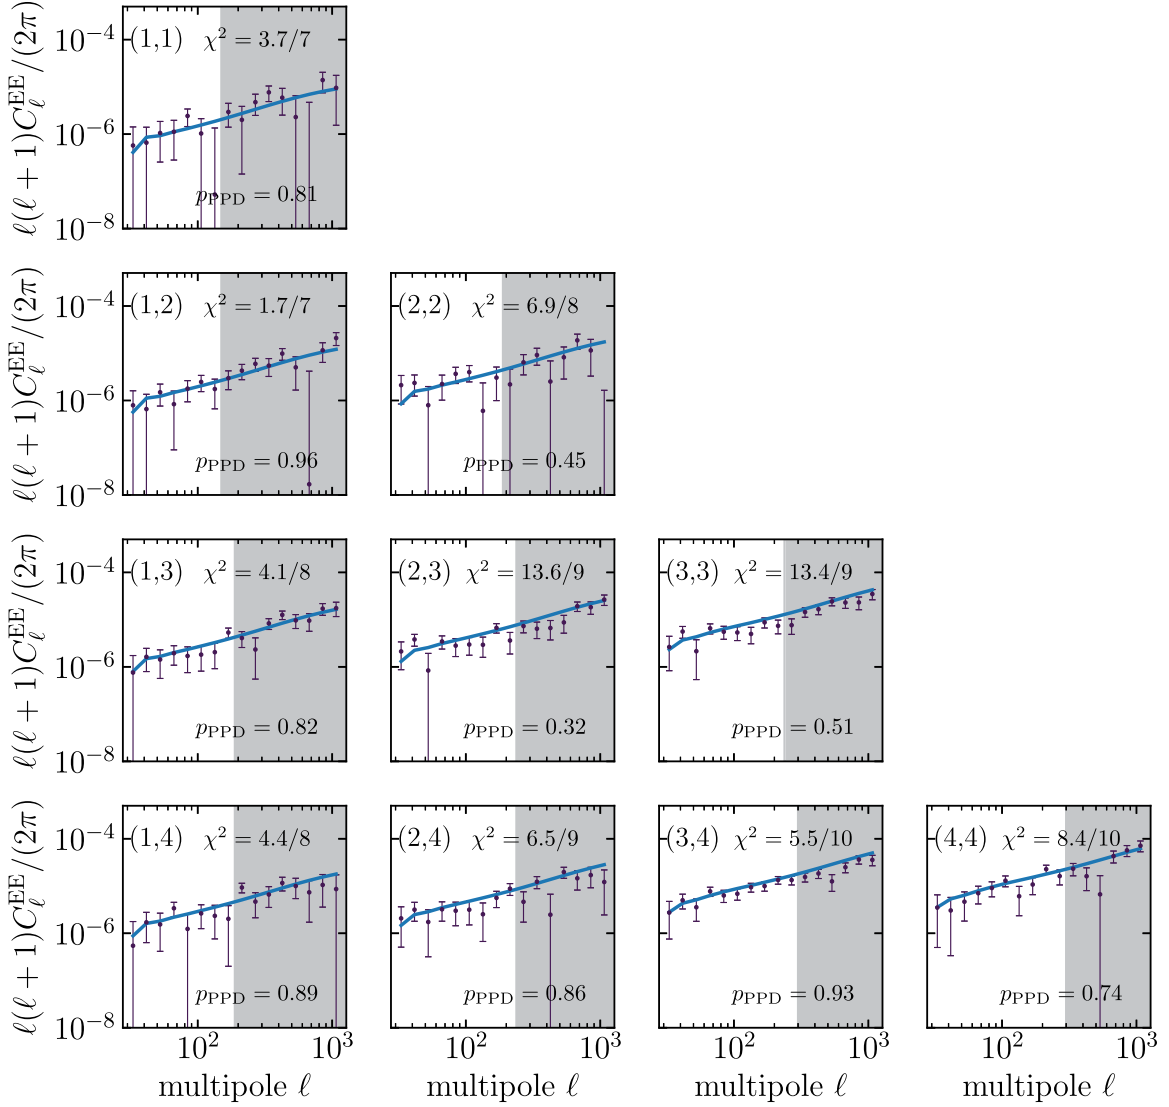 ℓ(ℓ + 1)C_ℓ^EE/(2π)
10^−4
10^−6
10^−8
(1,1) χ² = 3.7/7
p_PPD = 0.81
ℓ(ℓ + 1)C_ℓ^EE/(2π)
10^−4
10^−6
10^−8
(1,2) χ² = 1.7/7
p_PPD = 0.96
(2,2) χ² = 6.9/8
p_PPD = 0.45
ℓ(ℓ + 1)C_ℓ^EE/(2π)
10^−4
10^−6
10^−8
(1,3) χ² = 4.1/8
p_PPD = 0.82
(2,3) χ² = 13.6/9
p_PPD = 0.32
(3,3) χ² = 13.4/9
p_PPD = 0.51
ℓ(ℓ + 1)C_ℓ^EE/(2π)
10^−4
10^−6
10^−8
(1,4) χ² = 4.4/8
p_PPD = 0.89
(2,4) χ² = 6.5/9
p_PPD = 0.86
(3,4) χ² = 5.5/10
p_PPD = 0.93
(4,4) χ² = 8.4/10
p_PPD = 0.74
10^2 10^3
10^2 10^3
10^2 10^3
10^2 10^3
multipole ℓ
multipole ℓ
multipole ℓ
multipole ℓ